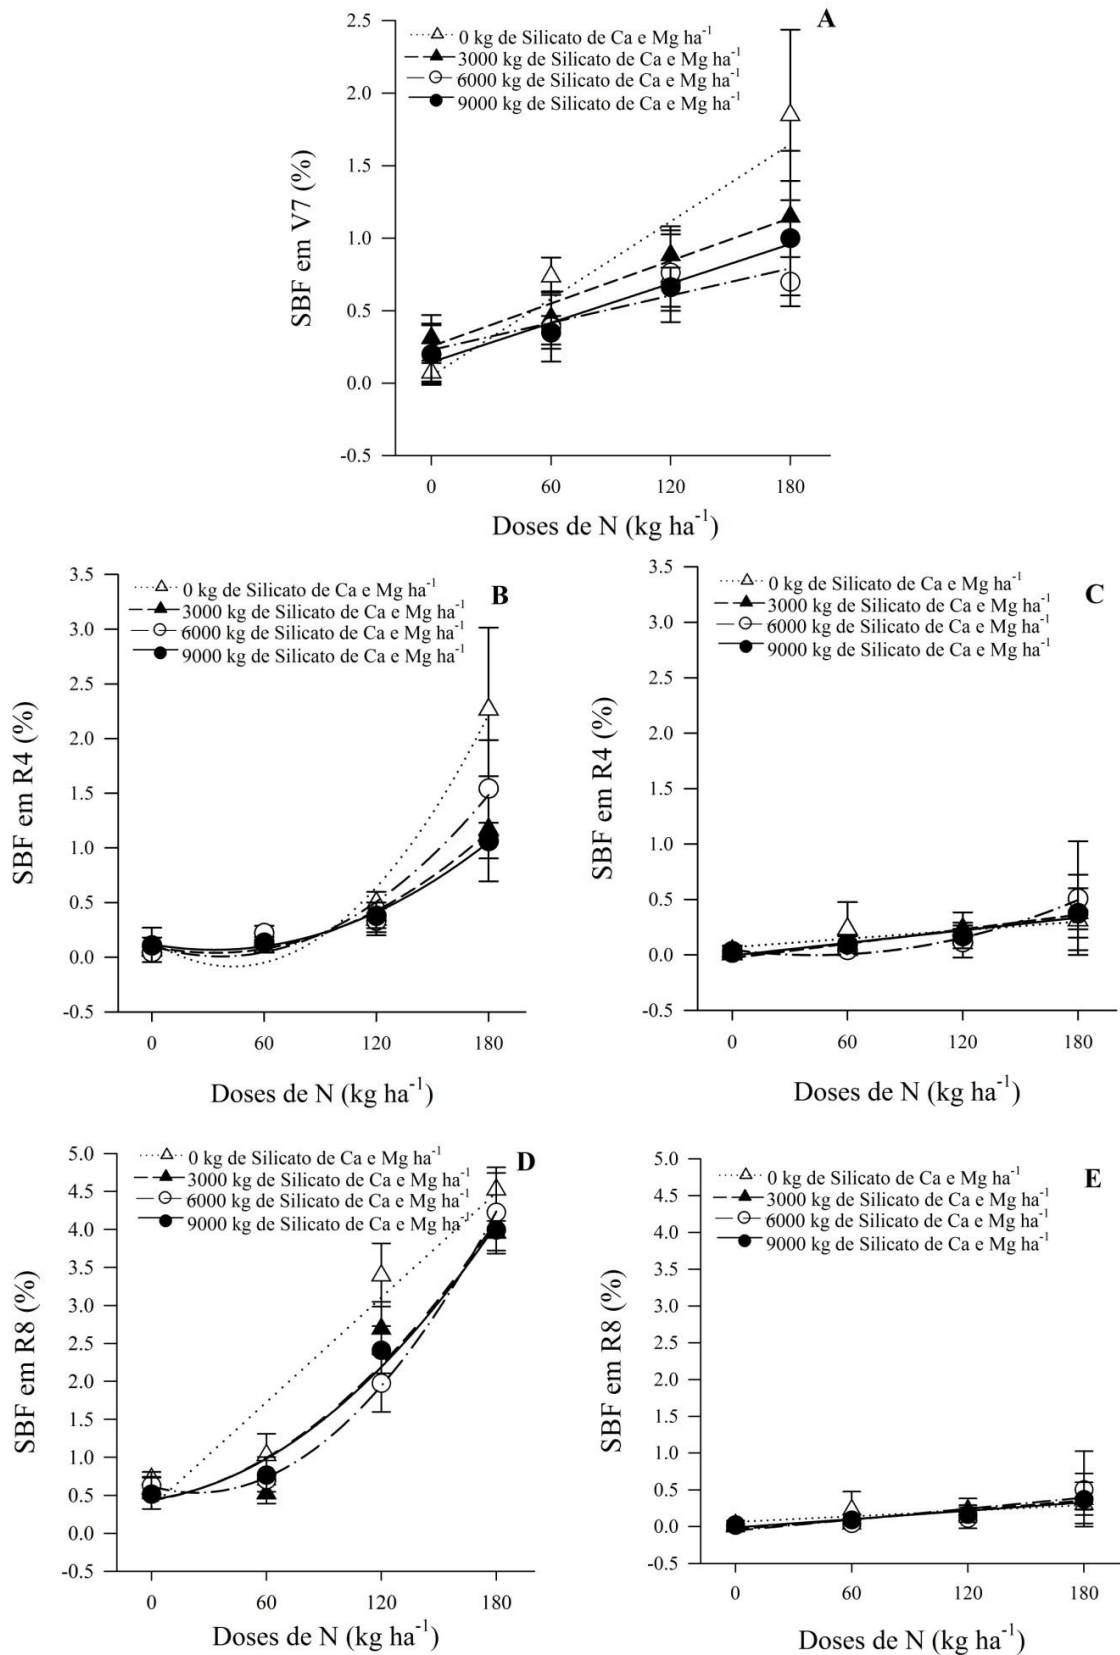 A
0 kg de Silicato de Ca e Mg ha⁻¹
3000 kg de Silicato de Ca e Mg ha⁻¹
6000 kg de Silicato de Ca e Mg ha⁻¹
9000 kg de Silicato de Ca e Mg ha⁻¹
SBF em V7 (%)
2.5
2.0
1.5
1.0
0.5
0.0
-0.5
0 60 120 180
Doses de N (kg ha⁻¹)
B
0 kg de Silicato de Ca e Mg ha⁻¹
3000 kg de Silicato de Ca e Mg ha⁻¹
6000 kg de Silicato de Ca e Mg ha⁻¹
9000 kg de Silicato de Ca e Mg ha⁻¹
SBF em R4 (%)
3.5
3.0
2.5
2.0
1.5
1.0
0.5
0.0
-0.5
0 60 120 180
Doses de N (kg ha⁻¹)
C
0 kg de Silicato de Ca e Mg ha⁻¹
3000 kg de Silicato de Ca e Mg ha⁻¹
6000 kg de Silicato de Ca e Mg ha⁻¹
9000 kg de Silicato de Ca e Mg ha⁻¹
SBF em R4 (%)
3.5
3.0
2.5
2.0
1.5
1.0
0.5
0.0
-0.5
0 60 120 180
Doses de N (kg ha⁻¹)
D
0 kg de Silicato de Ca e Mg ha⁻¹
3000 kg de Silicato de Ca e Mg ha⁻¹
6000 kg de Silicato de Ca e Mg ha⁻¹
9000 kg de Silicato de Ca e Mg ha⁻¹
SBF em R8 (%)
5.0
4.5
4.0
3.5
3.0
2.5
2.0
1.5
1.0
0.5
0.0
-0.5
0 60 120 180
Doses de N (kg ha⁻¹)
E
0 kg de Silicato de Ca e Mg ha⁻¹
3000 kg de Silicato de Ca e Mg ha⁻¹
6000 kg de Silicato de Ca e Mg ha⁻¹
9000 kg de Silicato de Ca e Mg ha⁻¹
SBF em R8 (%)
5.0
4.5
4.0
3.5
3.0
2.5
2.0
1.5
1.0
0.5
0.0
-0.5
0 60 120 180
Doses de N (kg ha⁻¹)